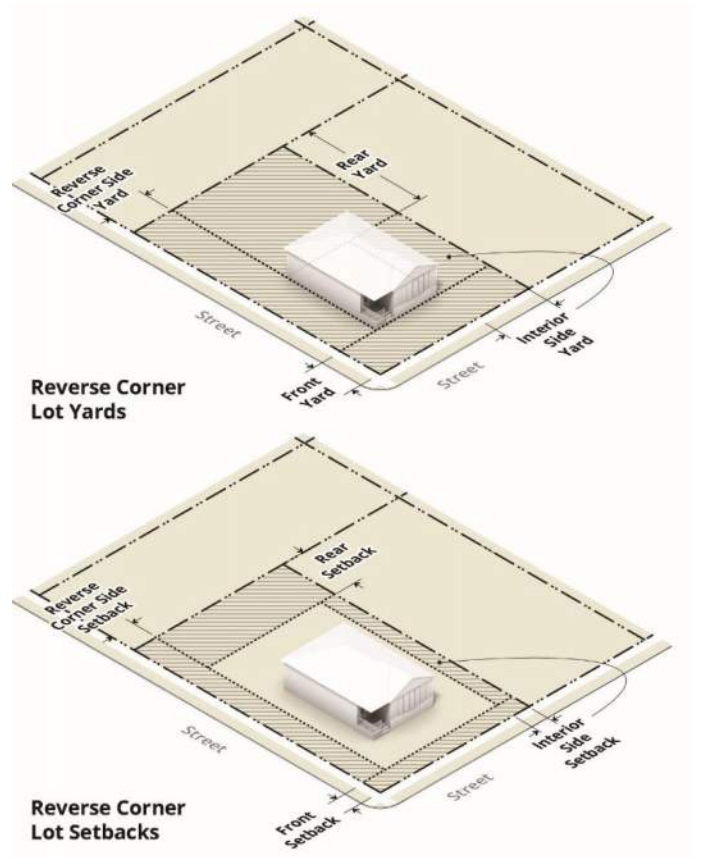 Reverse
Corner Side
Yard
Rear
Yard
Street
Interior
Side
Yard
Street
Front
Yard
Reverse Corner
Lot Yards
Rear
Setback
Reverse
Corner Side
Setback
Street
Interior
Side
Setback
Street
Front
Setback
Reverse Corner
Lot Setbacks